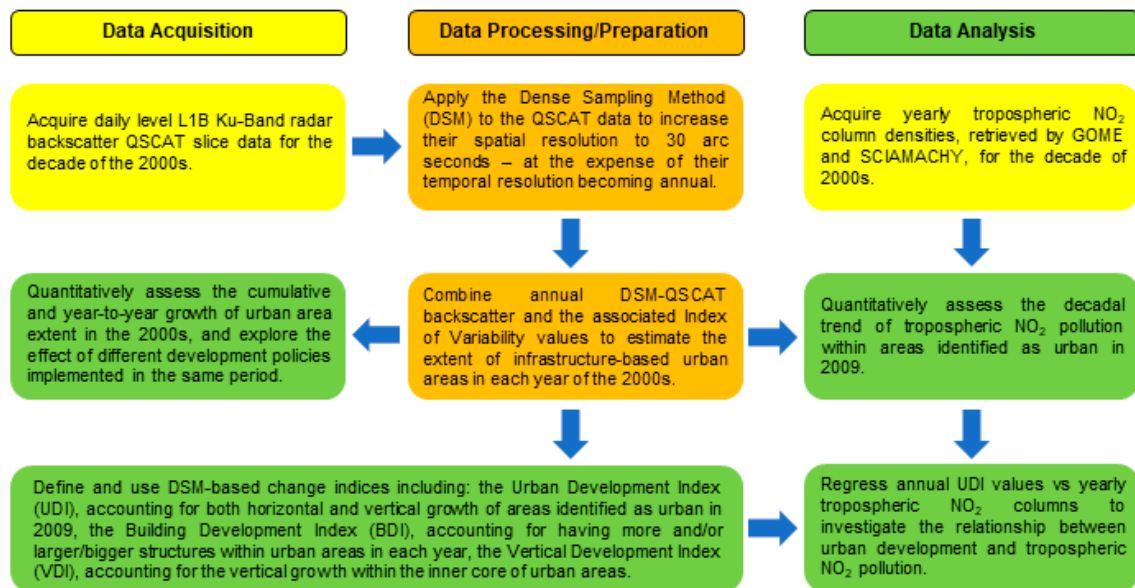 Data Acquisition
Data Processing/Preparation
Data Analysis
Acquire daily level L1B Ku-Band radar
backscatter QSCAT slice data for the
decade of the 2000s.
Apply the Dense Sampling Method
(DSM) to the QSCAT data to increase
their spatial resolution to 30 arc
seconds – at the expense of their
temporal resolution becoming annual.
Acquire yearly tropospheric NO₂
column densities, retrieved by GOME
and SCIAMACHY, for the decade of
2000s.
Quantitatively assess the cumulative
and year-to-year growth of urban area
extent in the 2000s, and explore the
effect of different development policies
implemented in the same period.
Combine annual DSM-QSCAT
backscatter and the associated Index
of Variability values to estimate the
extent of infrastructure-based urban
areas in each year of the 2000s.
Quantitatively assess the decadal
trend of tropospheric NO₂ pollution
within areas identified as urban in
2009.
Define and use DSM-based change indices including: the Urban Development Index
(UDI), accounting for both horizontal and vertical growth of areas identified as urban in
2009, the Building Development Index (BDI), accounting for having more and/or
larger/bigger structures within urban areas in each year, the Vertical Development Index
(VDI), accounting for the vertical growth within the inner core of urban areas.
Regress annual UDI values vs yearly
tropospheric NO₂ columns to
investigate the relationship between
urban development and tropospheric
NO₂ pollution.